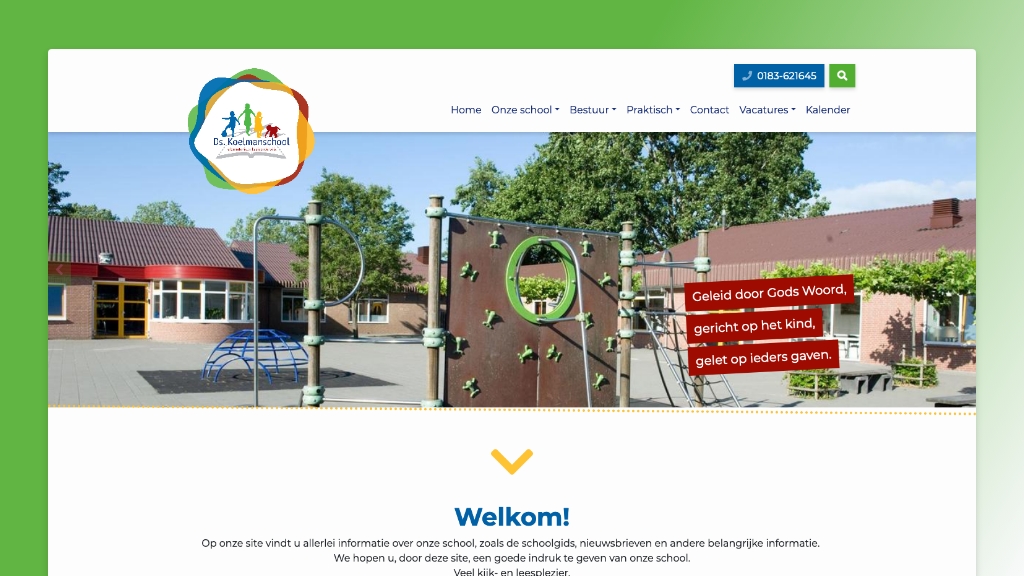 0183-621645
Home Onze school Bestuur Praktisch Contact Vacatures Kalender
Ds. Koelmanschool
Geleid door Gods Woord,
gericht op het kind,
gelet op ieders gaven.
Welkom!
Op onze site vindt u allerlei informatie over onze school, zoals de schoolgids, nieuwsbrieven en andere belangrijke informatie.
We hopen u, door deze site, een goede indruk te geven van onze school.
Veel kijk- en leesplezier.